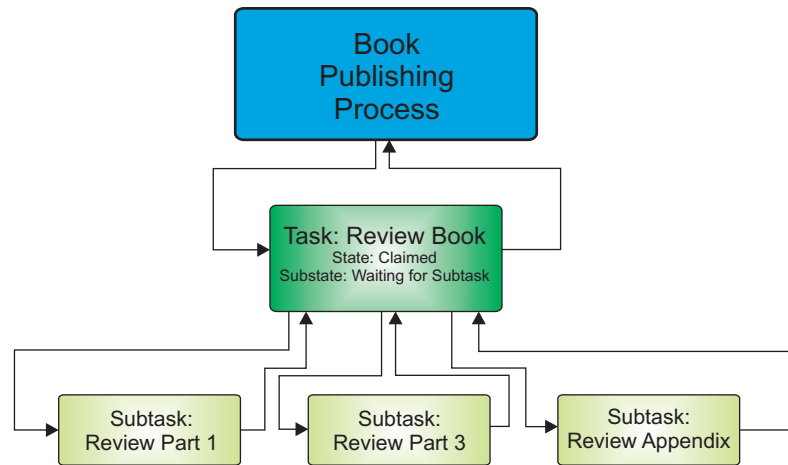 Book
Publishing
Process
Task: Review Book
State: Claimed
Substate: Waiting for Subtask
Subtask:
Review Part 1
Subtask:
Review Part 3
Subtask:
Review Appendix